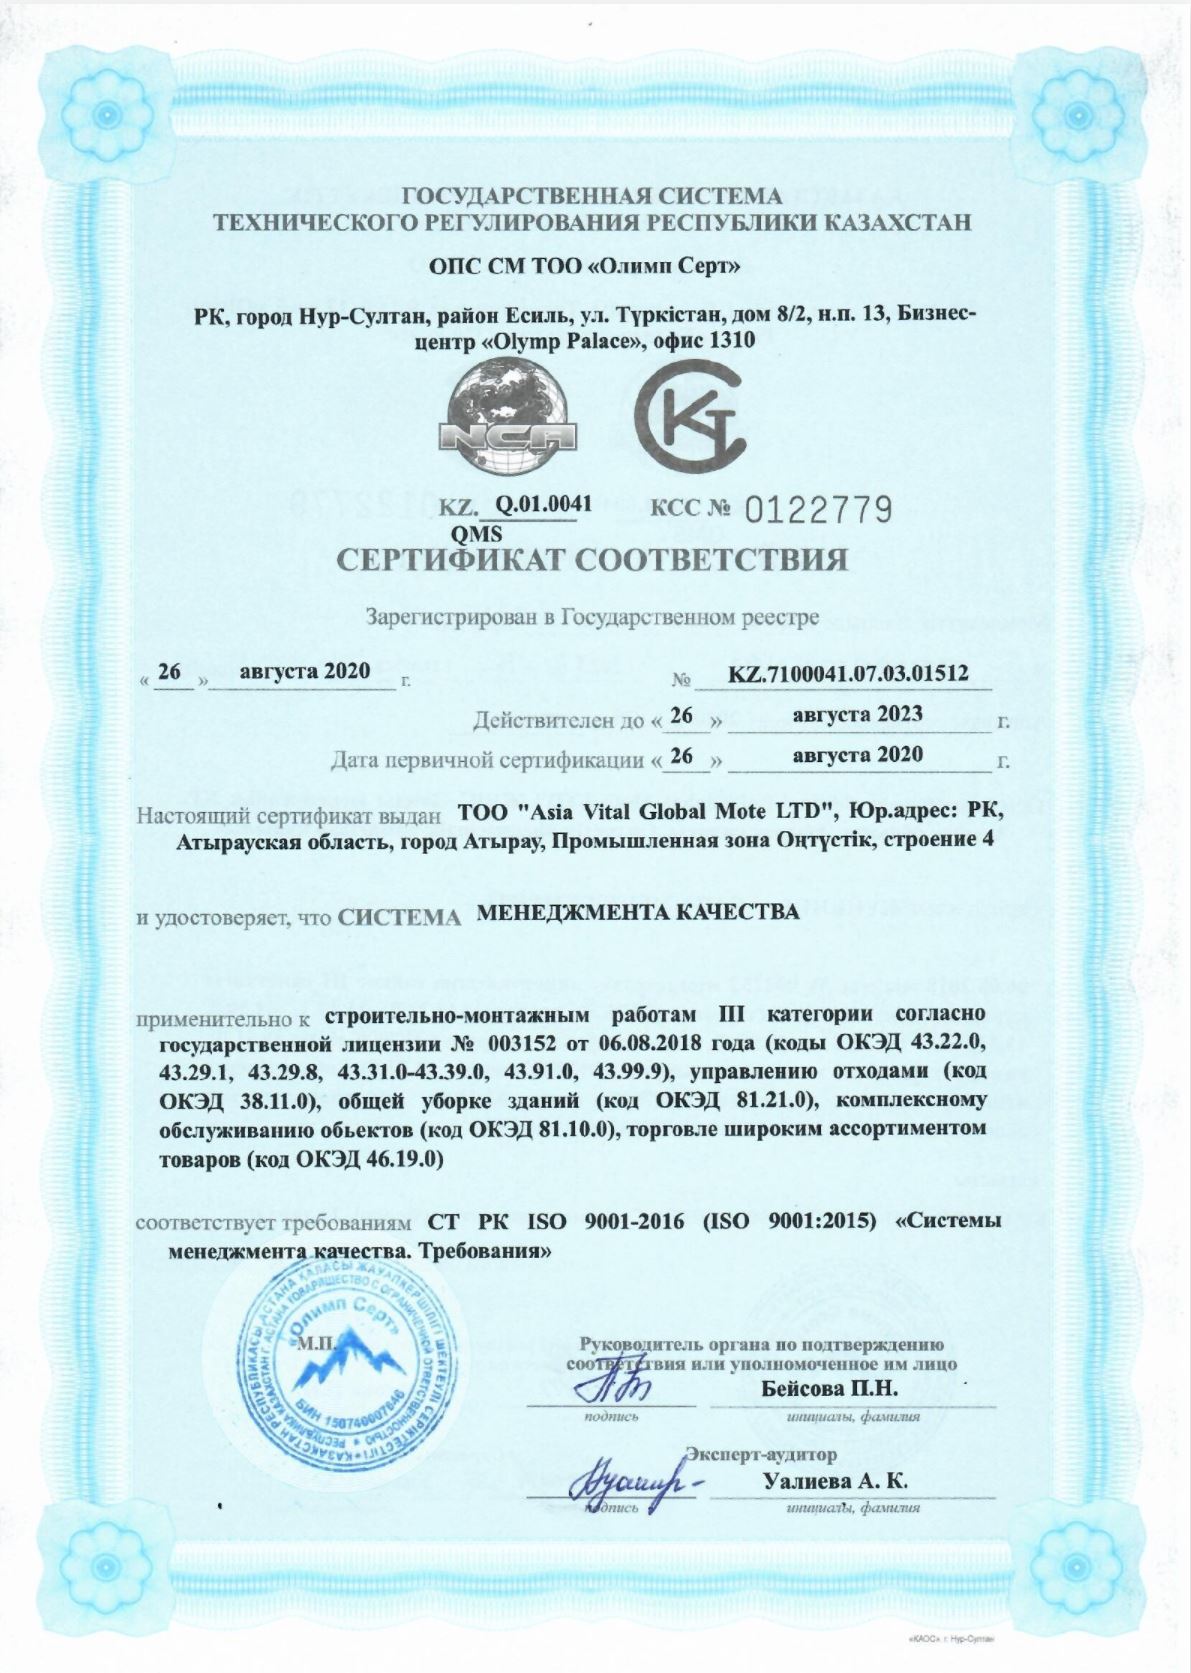 ГОСУДАРСТВЕННАЯ СИСТЕМА
ТЕХНИЧЕСКОГО РЕГУЛИРОВАНИЯ РЕСПУБЛИКИ КАЗАХСТАН
ОПС СМ ТОО «Олимп Серт»
РК, город Нур-Султан, район Есиль, ул. Түркістан, дом 8/2, н.п. 13, Бизнес-
центр «Olymp Palace», офис 1310
NCA
KZ. Q.01.0041 КСС № 0122779
QMS
СЕРТИФИКАТ СООТВЕТСТВИЯ
Зарегистрирован в Государственном реестре
« 26 » августа 2020 г. № KZ.7100041.07.03.01512
Действителен до « 26 » августа 2023 г.
Дата первичной сертификации « 26 » августа 2020 г.
Настоящий сертификат выдан ТОО "Asia Vital Global Mote LTD", Юр.адрес: РК,
Атырауская область, город Атырау, Промышленная зона Оңтүстік, строение 4
и удостоверяет, что СИСТЕМА МЕНЕДЖМЕНТА КАЧЕСТВА
применительно к строительно-монтажным работам III категории согласно
государственной лицензии № 003152 от 06.08.2018 года (коды ОКЭД 43.22.0,
43.29.1, 43.29.8, 43.31.0-43.39.0, 43.91.0, 43.99.9), управлению отходами (код
ОКЭД 38.11.0), общей уборке зданий (код ОКЭД 81.21.0), комплексному
обслуживанию обьектов (код ОКЭД 81.10.0), торговле широким ассортиментом
товаров (код ОКЭД 46.19.0)
соответствует требованиям СТ РК ISO 9001-2016 (ISO 9001:2015) «Системы
менеджмента качества. Требования»
«Олимп Серт»
БИН 150740007646
М.П.
Руководитель органа по подтверждению
соответствия или уполномоченное им лицо
Бейсова П.Н.
подпись инициалы, фамилия
Эксперт-аудитор
Уалиева А. К.
подпись инициалы, фамилия
«КАОС», г. Нур-Султан